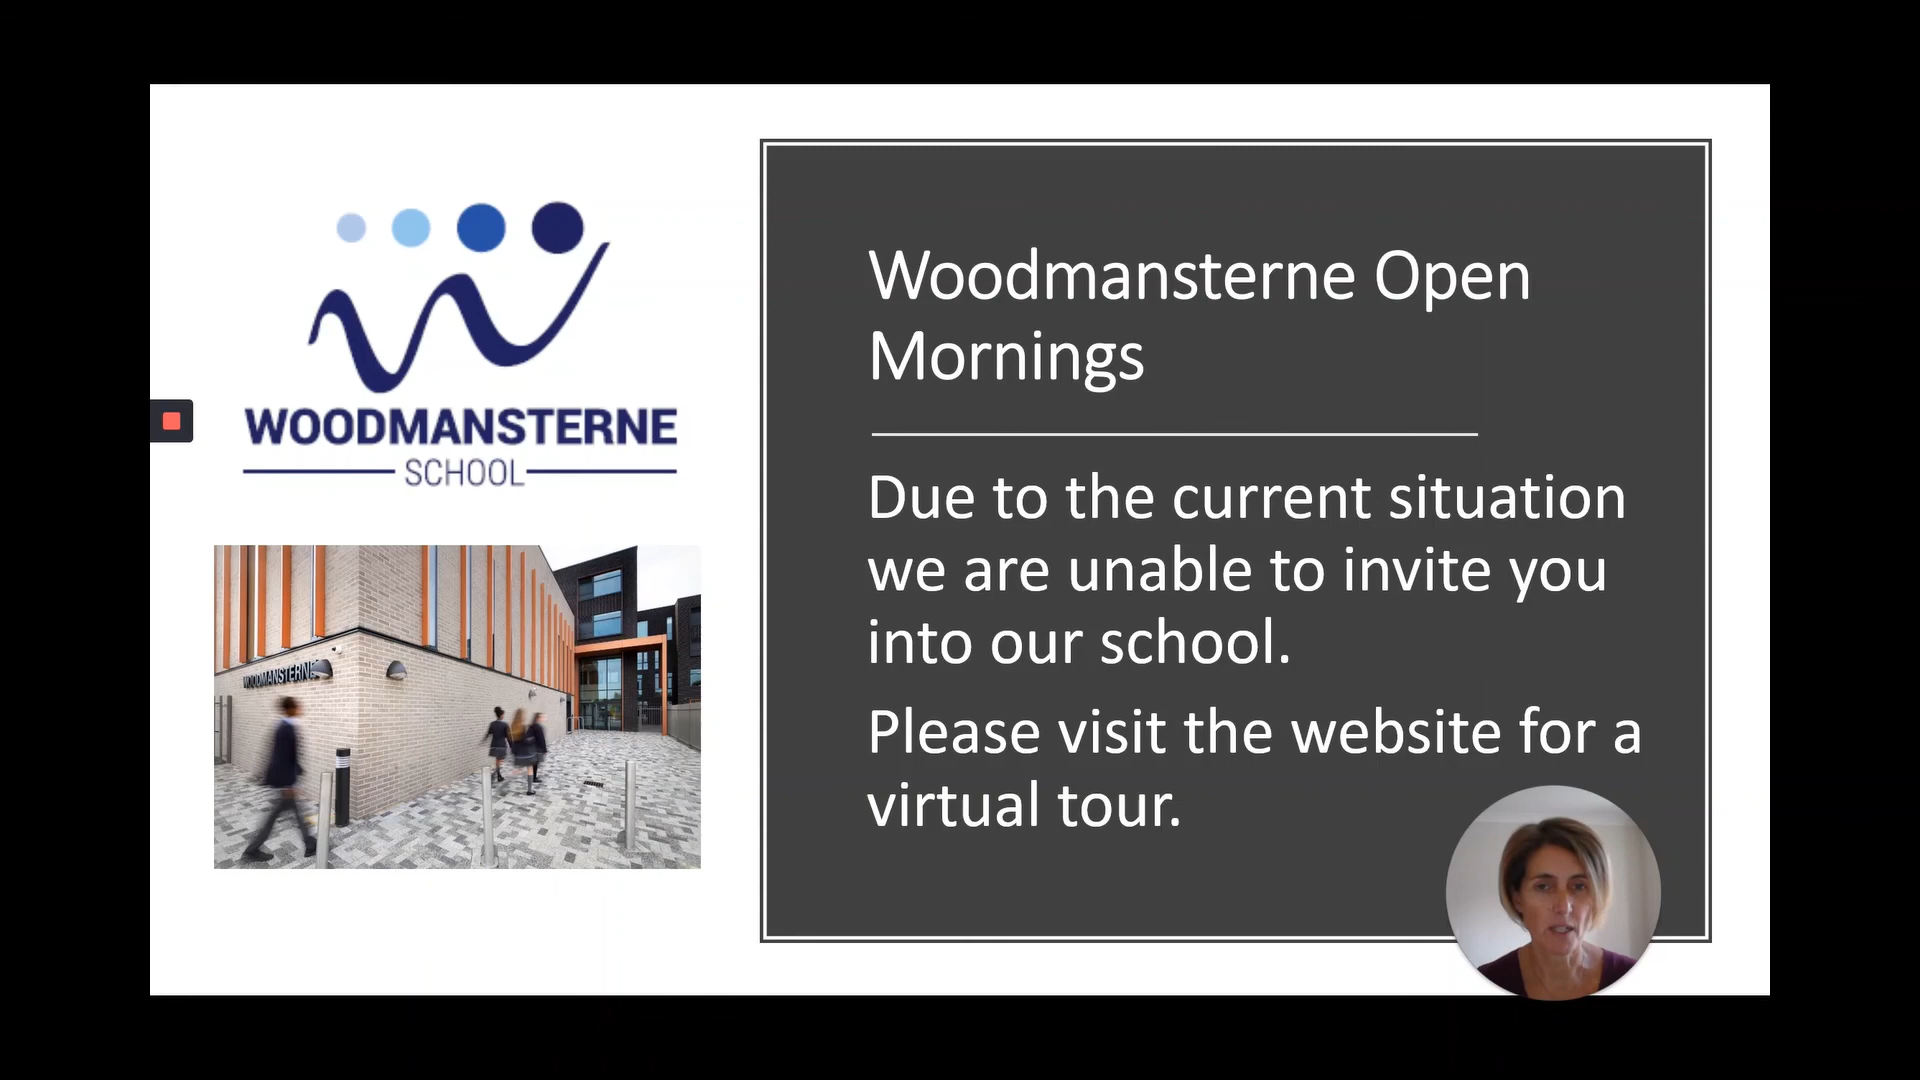 WOODMANSTERNE
SCHOOL
WOODMANSTERNE
Woodmansterne Open
Mornings
Due to the current situation
we are unable to invite you
into our school.
Please visit the website for a
virtual tour.